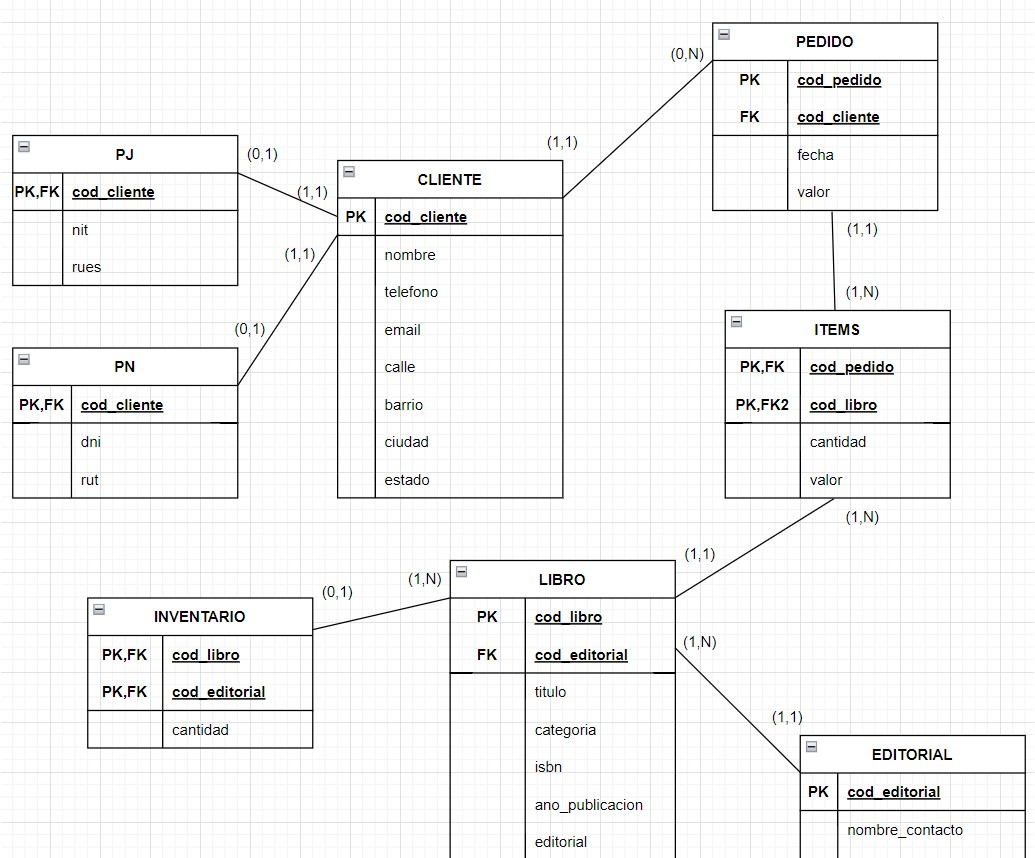 PEDIDO
PK cod_pedido
FK cod_cliente
fecha
valor
(0,N)
(1,1)
PJ
PK,FK cod_cliente
nit
rues
(0,1)
(1,1)
CLIENTE
PK cod_cliente
nombre
telefono
email
calle
barrio
ciudad
estado
(1,1)
(0,1)
PN
PK,FK cod_cliente
dni
rut
(1,1)
(1,N)
ITEMS
PK,FK cod_pedido
PK,FK2 cod_libro
cantidad
valor
(1,N)
(1,1)
INVENTARIO
PK,FK cod_libro
PK,FK cod_editorial
cantidad
(0,1)
(1,N)
LIBRO
PK cod_libro
FK cod_editorial
titulo
categoria
isbn
ano_publicacion
editorial
(1,N)
(1,1)
EDITORIAL
PK cod_editorial
nombre_contacto